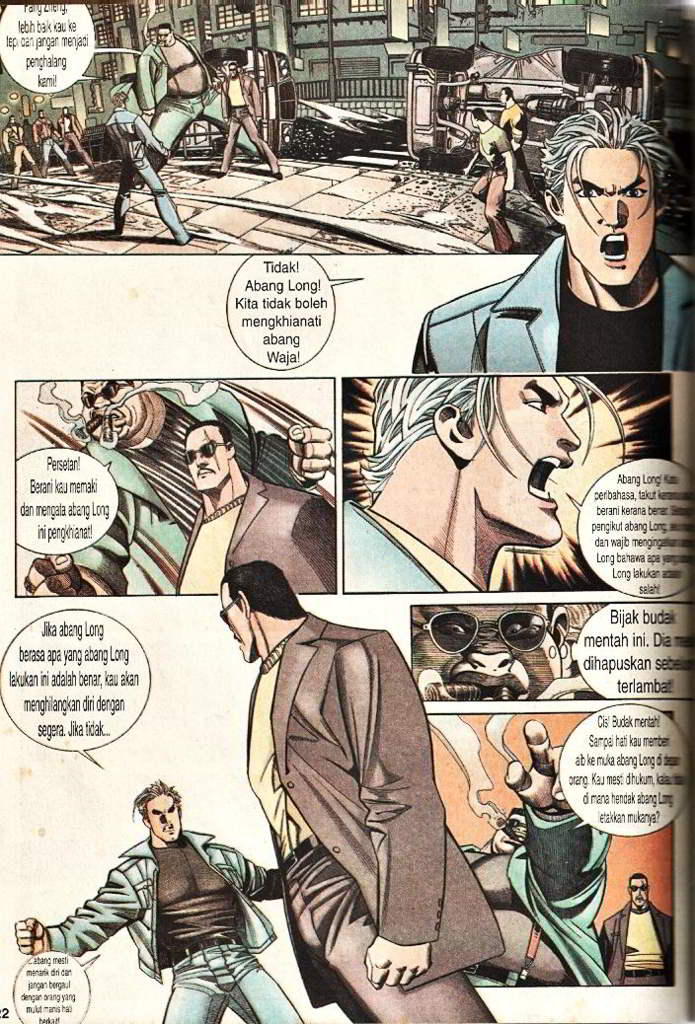 Fang Zheng,
lebih baik kau ke
tepi dan jangan menjadi
penghalang
kami!
Tidak!
Abang Long!
Kita tidak boleh
mengkhianati
abang
Waja!
Persetan!
Berani kau memaki
dan mengata abang Long
ini pengkhianat!
Abang Long! Kata
peribahasa, takut
berani kerana
pengikut abang Long,
dan wajib mengingatkan
Long bahawa apa yang
Long lakukan adalah
salah!
Bijak budak
mentah ini. Dia
dihapuskan
terlambat!
Jika abang Long
berasa apa yang abang Long
lakukan ini adalah benar, kau akan
menghilangkan diri dengan
segera. Jika tidak...
Cis! Budak mentah!
Sampai hati kau memberi
aib ke muka abang Long di
orang. Kau mesti dihukum, kalau
di mana hendak abang Long
letakkan mukanya?
abang mesti
menarik diri dan
jangan bergaul
dengan orang yang
mulut manis hati
berkait!
22